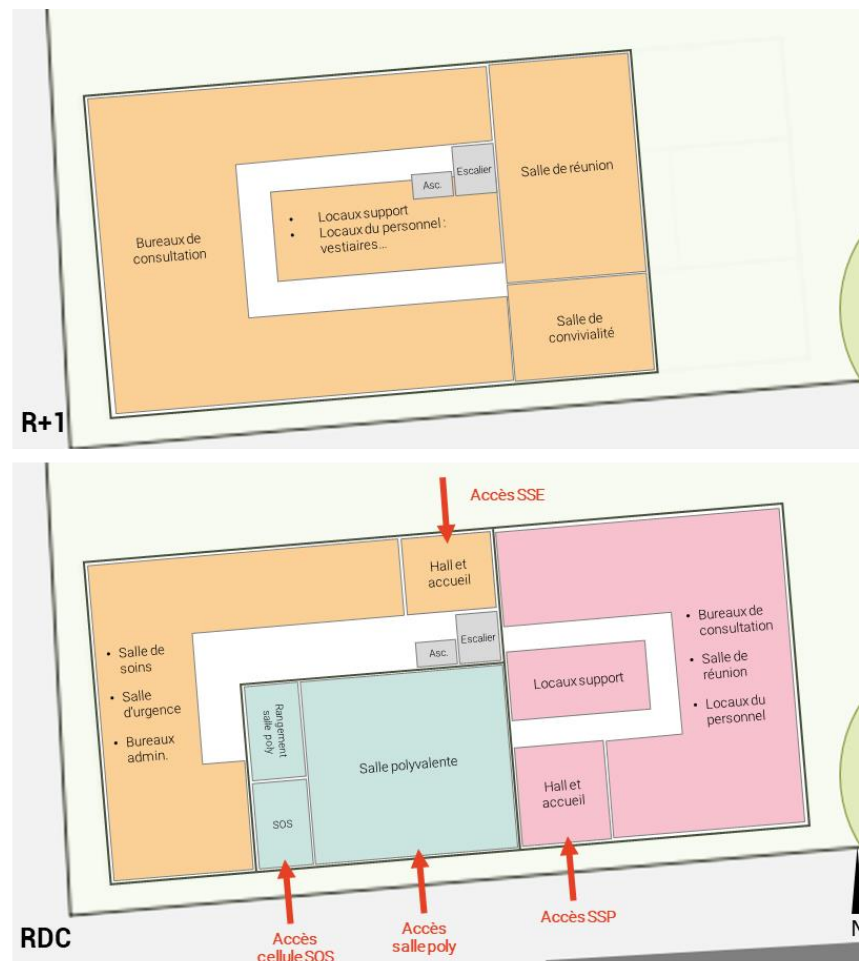 Bureaux de
consultation
• Locaux support
• Locaux du personnel :
vestiaires...
Asc.
Escalier
Salle de réunion
Salle de
convivialité
R+1
Accès SSE
Hall et
accueil
• Salle de
soins
• Salle
d'urgence
• Bureaux
admin.
Asc.
Escalier
Rangement
salle poly
SOS
Salle polyvalente
Locaux support
• Bureaux de
consultation
• Salle de
réunion
• Locaux du
personnel
Hall et
accueil
RDC
Accès
cellule SOS
Accès
salle poly
Accès SSP
N